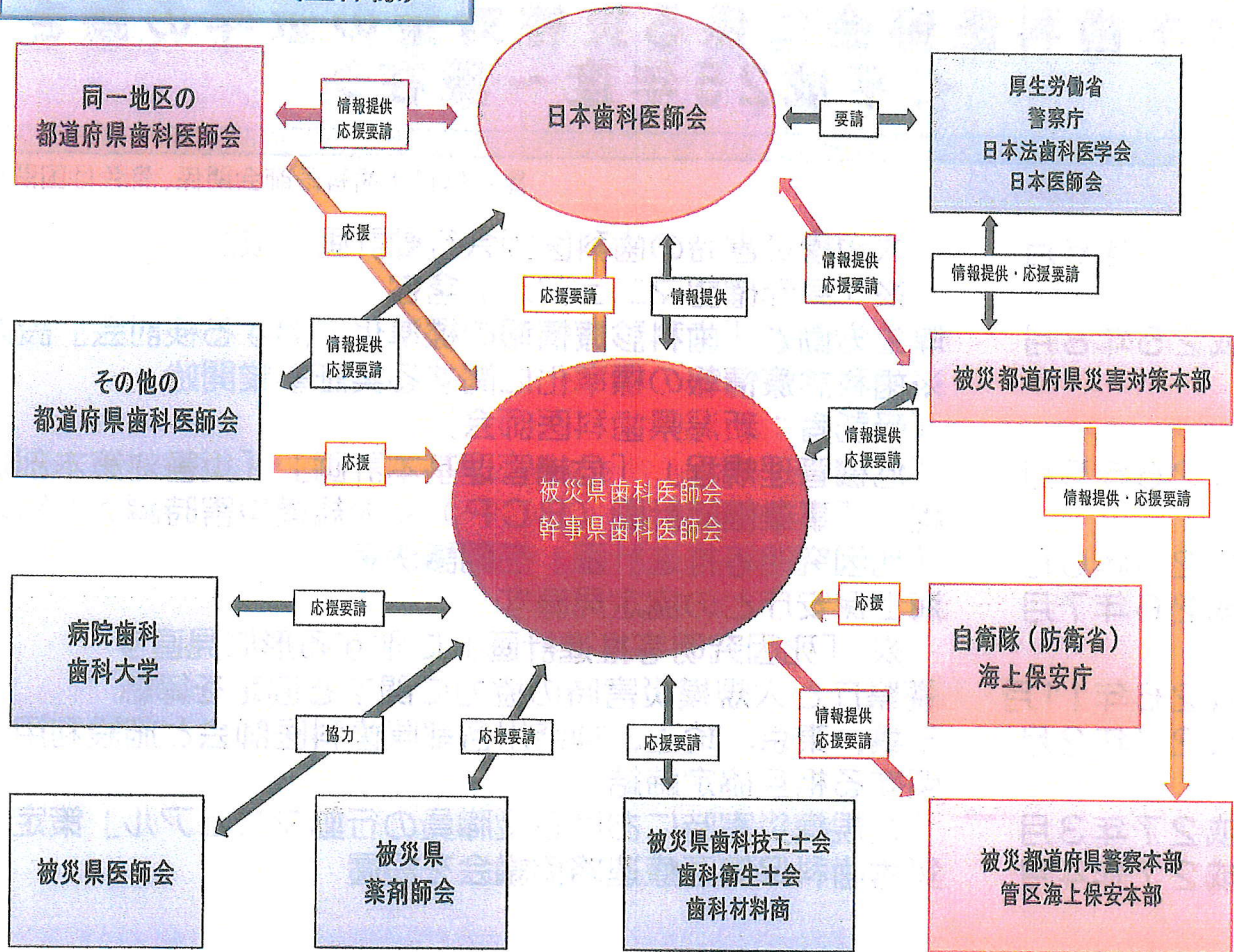 同一地区の
都道府県歯科医師会
情報提供
応援要請
日本歯科医師会
要請
厚生労働省
警察庁
日本法歯科医学会
日本医師会
応援
応援要請
情報提供
情報提供
応援要請
情報提供・応援要請
情報提供
応援要請
その他の
都道府県歯科医師会
被災都道府県災害対策本部
応援
情報提供
応援要請
被災県歯科医師会
幹事県歯科医師会
情報提供・応援要請
病院歯科
歯科大学
応援要請
応援
自衛隊（防衛省）
海上保安庁
協力
応援要請
応援要請
情報提供
応援要請
被災県医師会
被災県
薬剤師会
被災県歯科技工士会
歯科衛生士会
歯科材料商
被災都道府県警察本部
管区海上保安本部